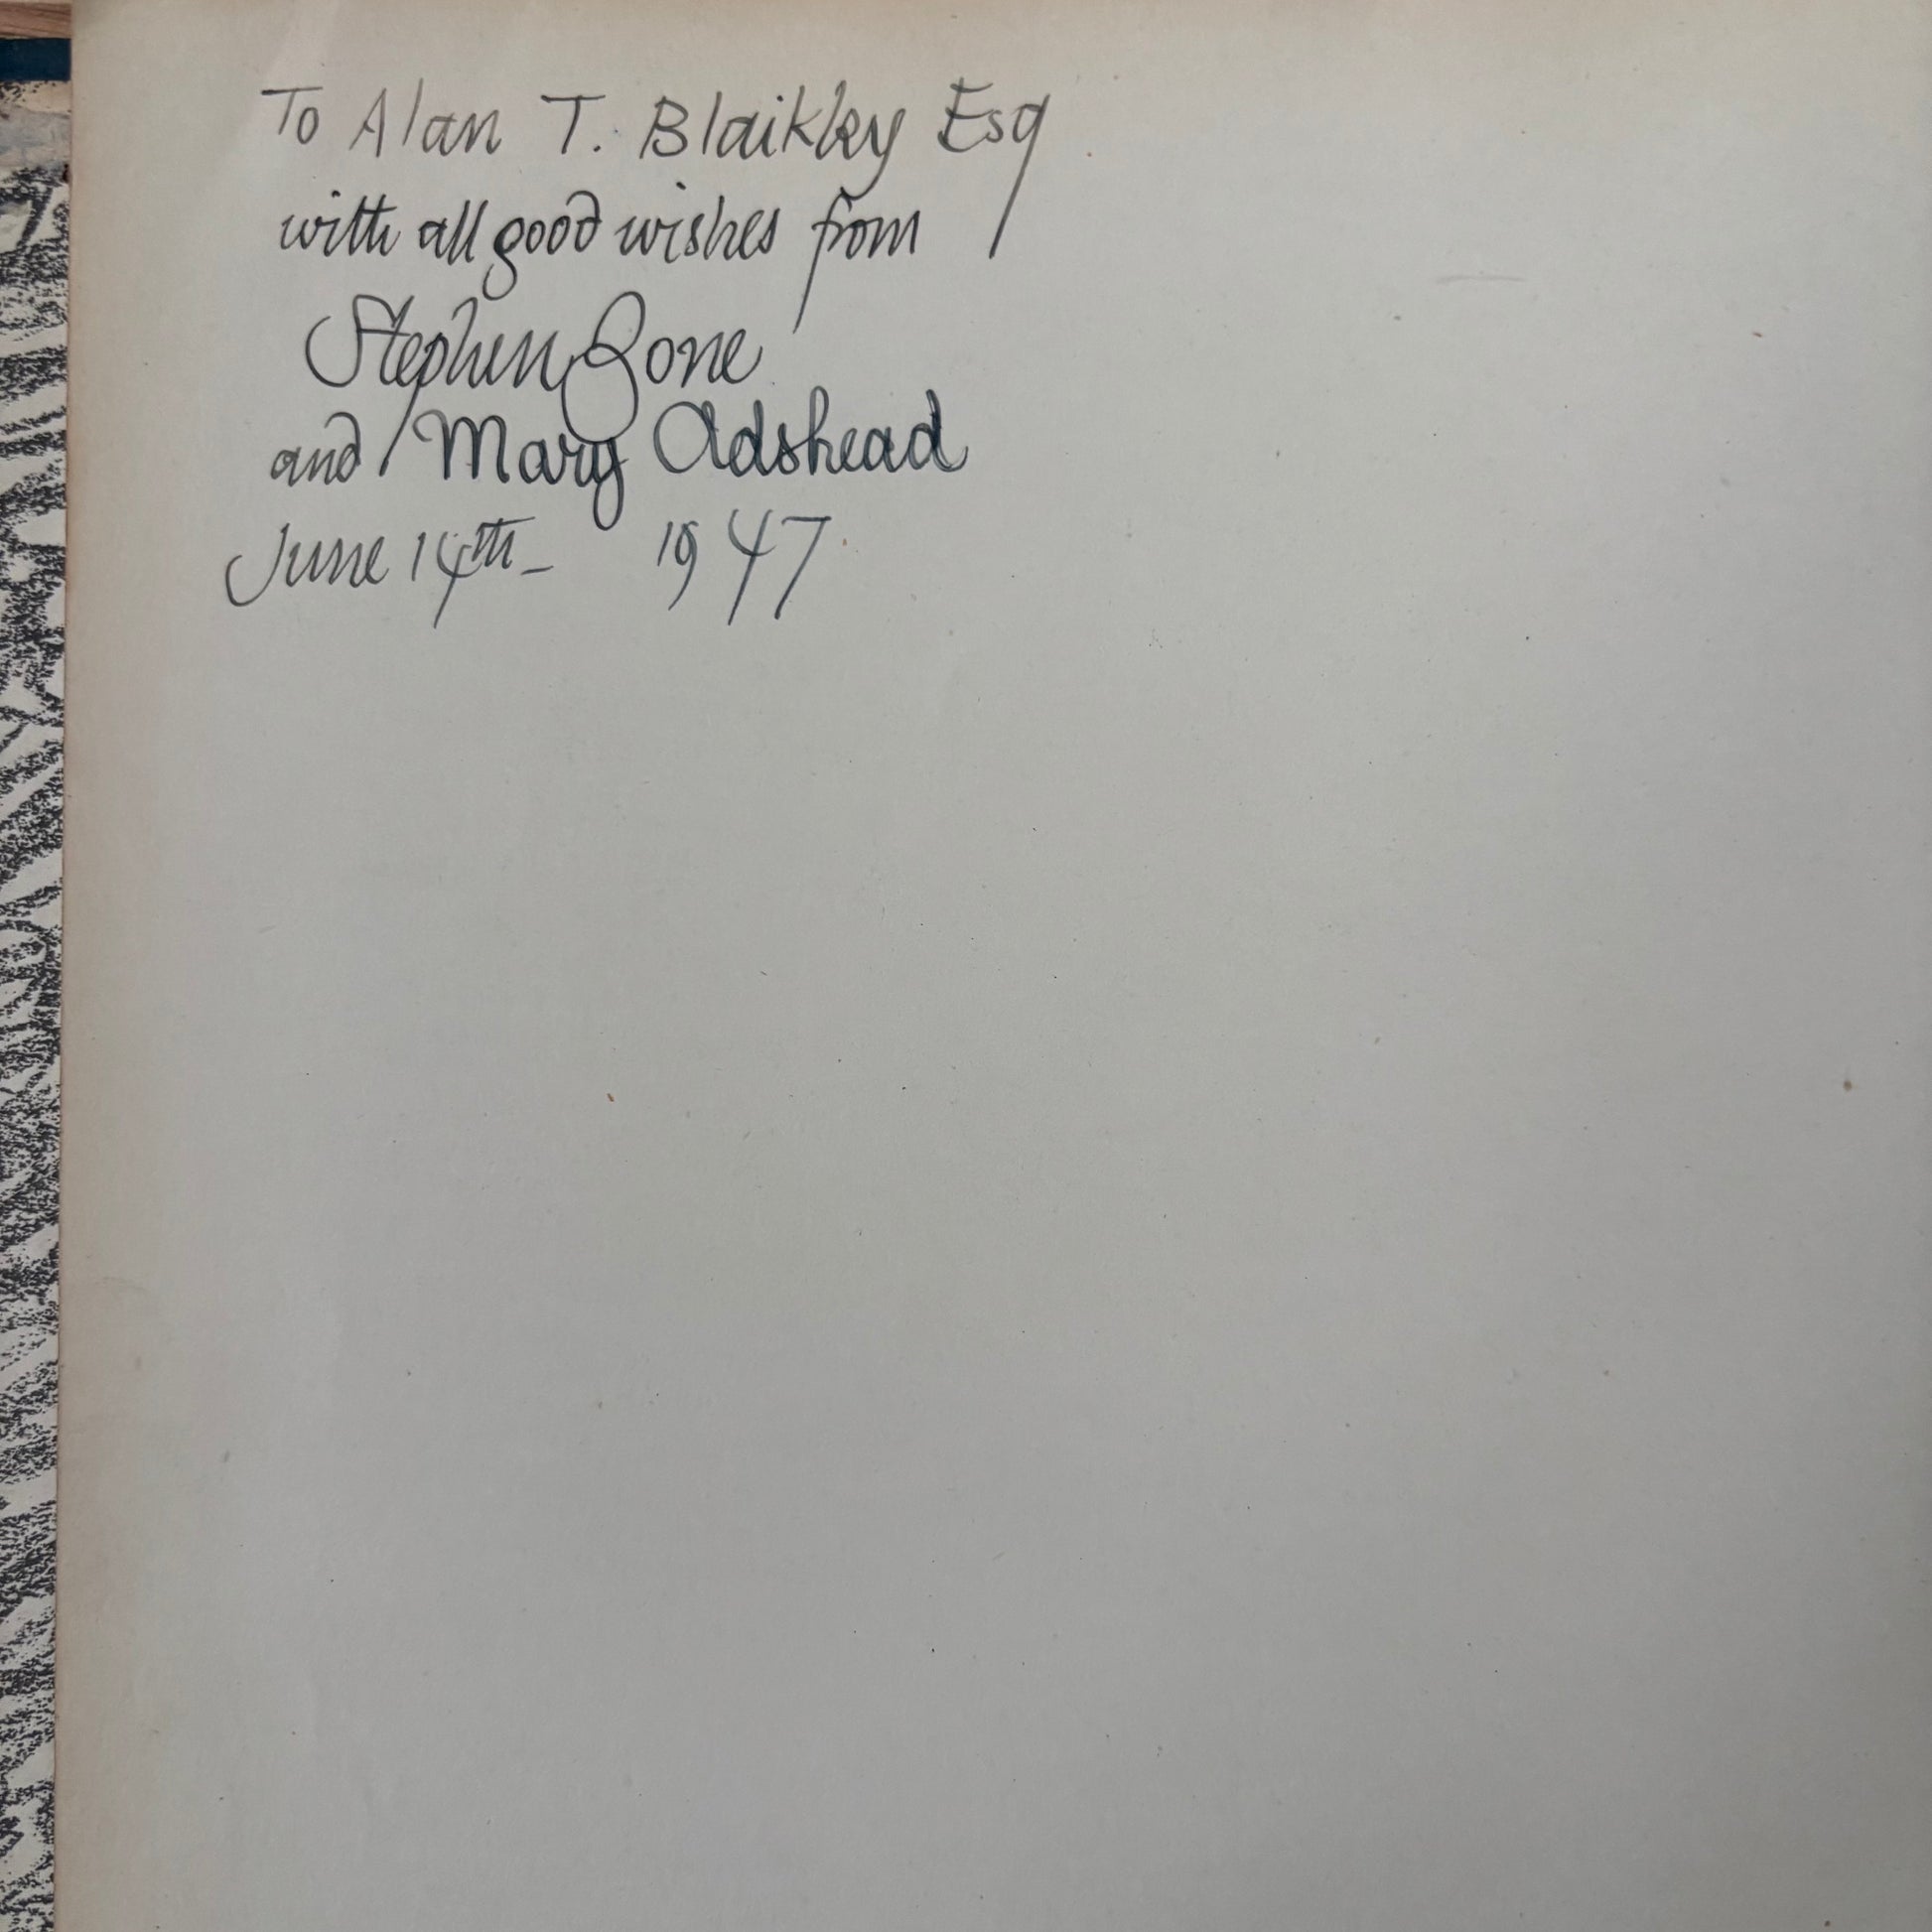 To Alan T. Blaikley Esq
with all good wishes from
Stephen Bone
and Mary Adshead
June 14th - 1947